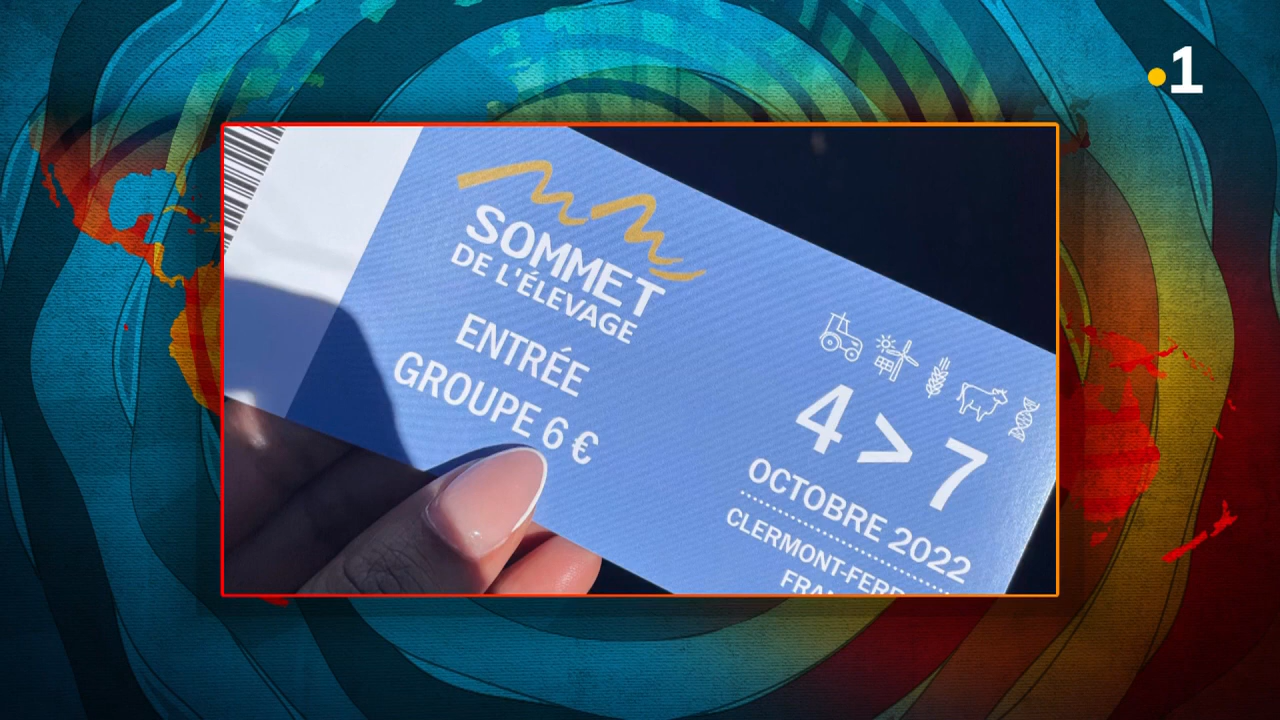 1
SOMMET
DE L'ÉLEVAGE
ENTRÉE
GROUPE 6 €
4 > 7
OCTOBRE 2022